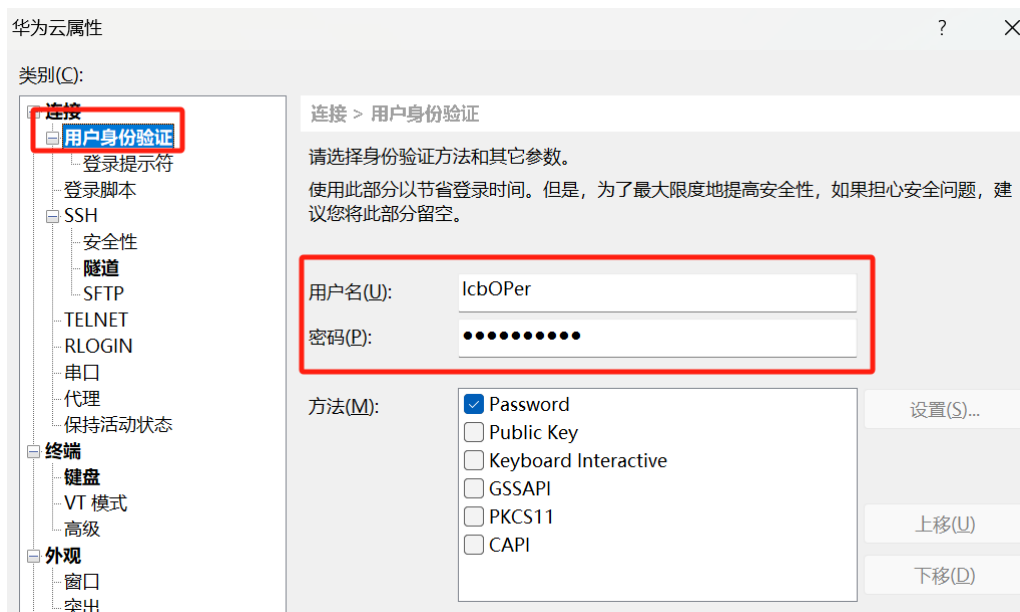 华为云属性
?
类别(C):
连接
用户身份验证
登录提示符
登录脚本
SSH
安全性
隧道
SFTP
TELNET
RLOGIN
串口
代理
保持活动状态
终端
键盘
VT 模式
高级
外观
窗口
突出
连接 > 用户身份验证
请选择身份验证方法和其它参数。
使用此部分以节省登录时间。但是，为了最大限度地提高安全性，如果担心安全问题，建
议您将此部分留空。
用户名(U):
lcbOPer
密码(P):
●●●●●●●●●●
方法(M):
Password
Public Key
Keyboard Interactive
GSSAPI
PKCS11
CAPI
设置(S)...
上移(U)
下移(D)